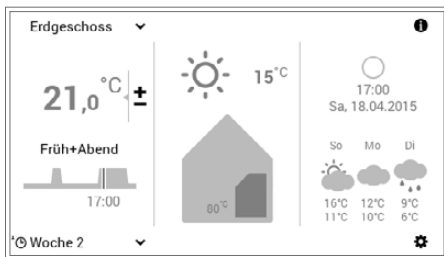 Erdgeschoss
21,0 °C ±
Früh+Abend
17:00
Woche 2
15°C
80°C
17:00
Sa, 18.04.2015
So Mo Di
16°C 12°C 9°C
11°C 10°C 6°C